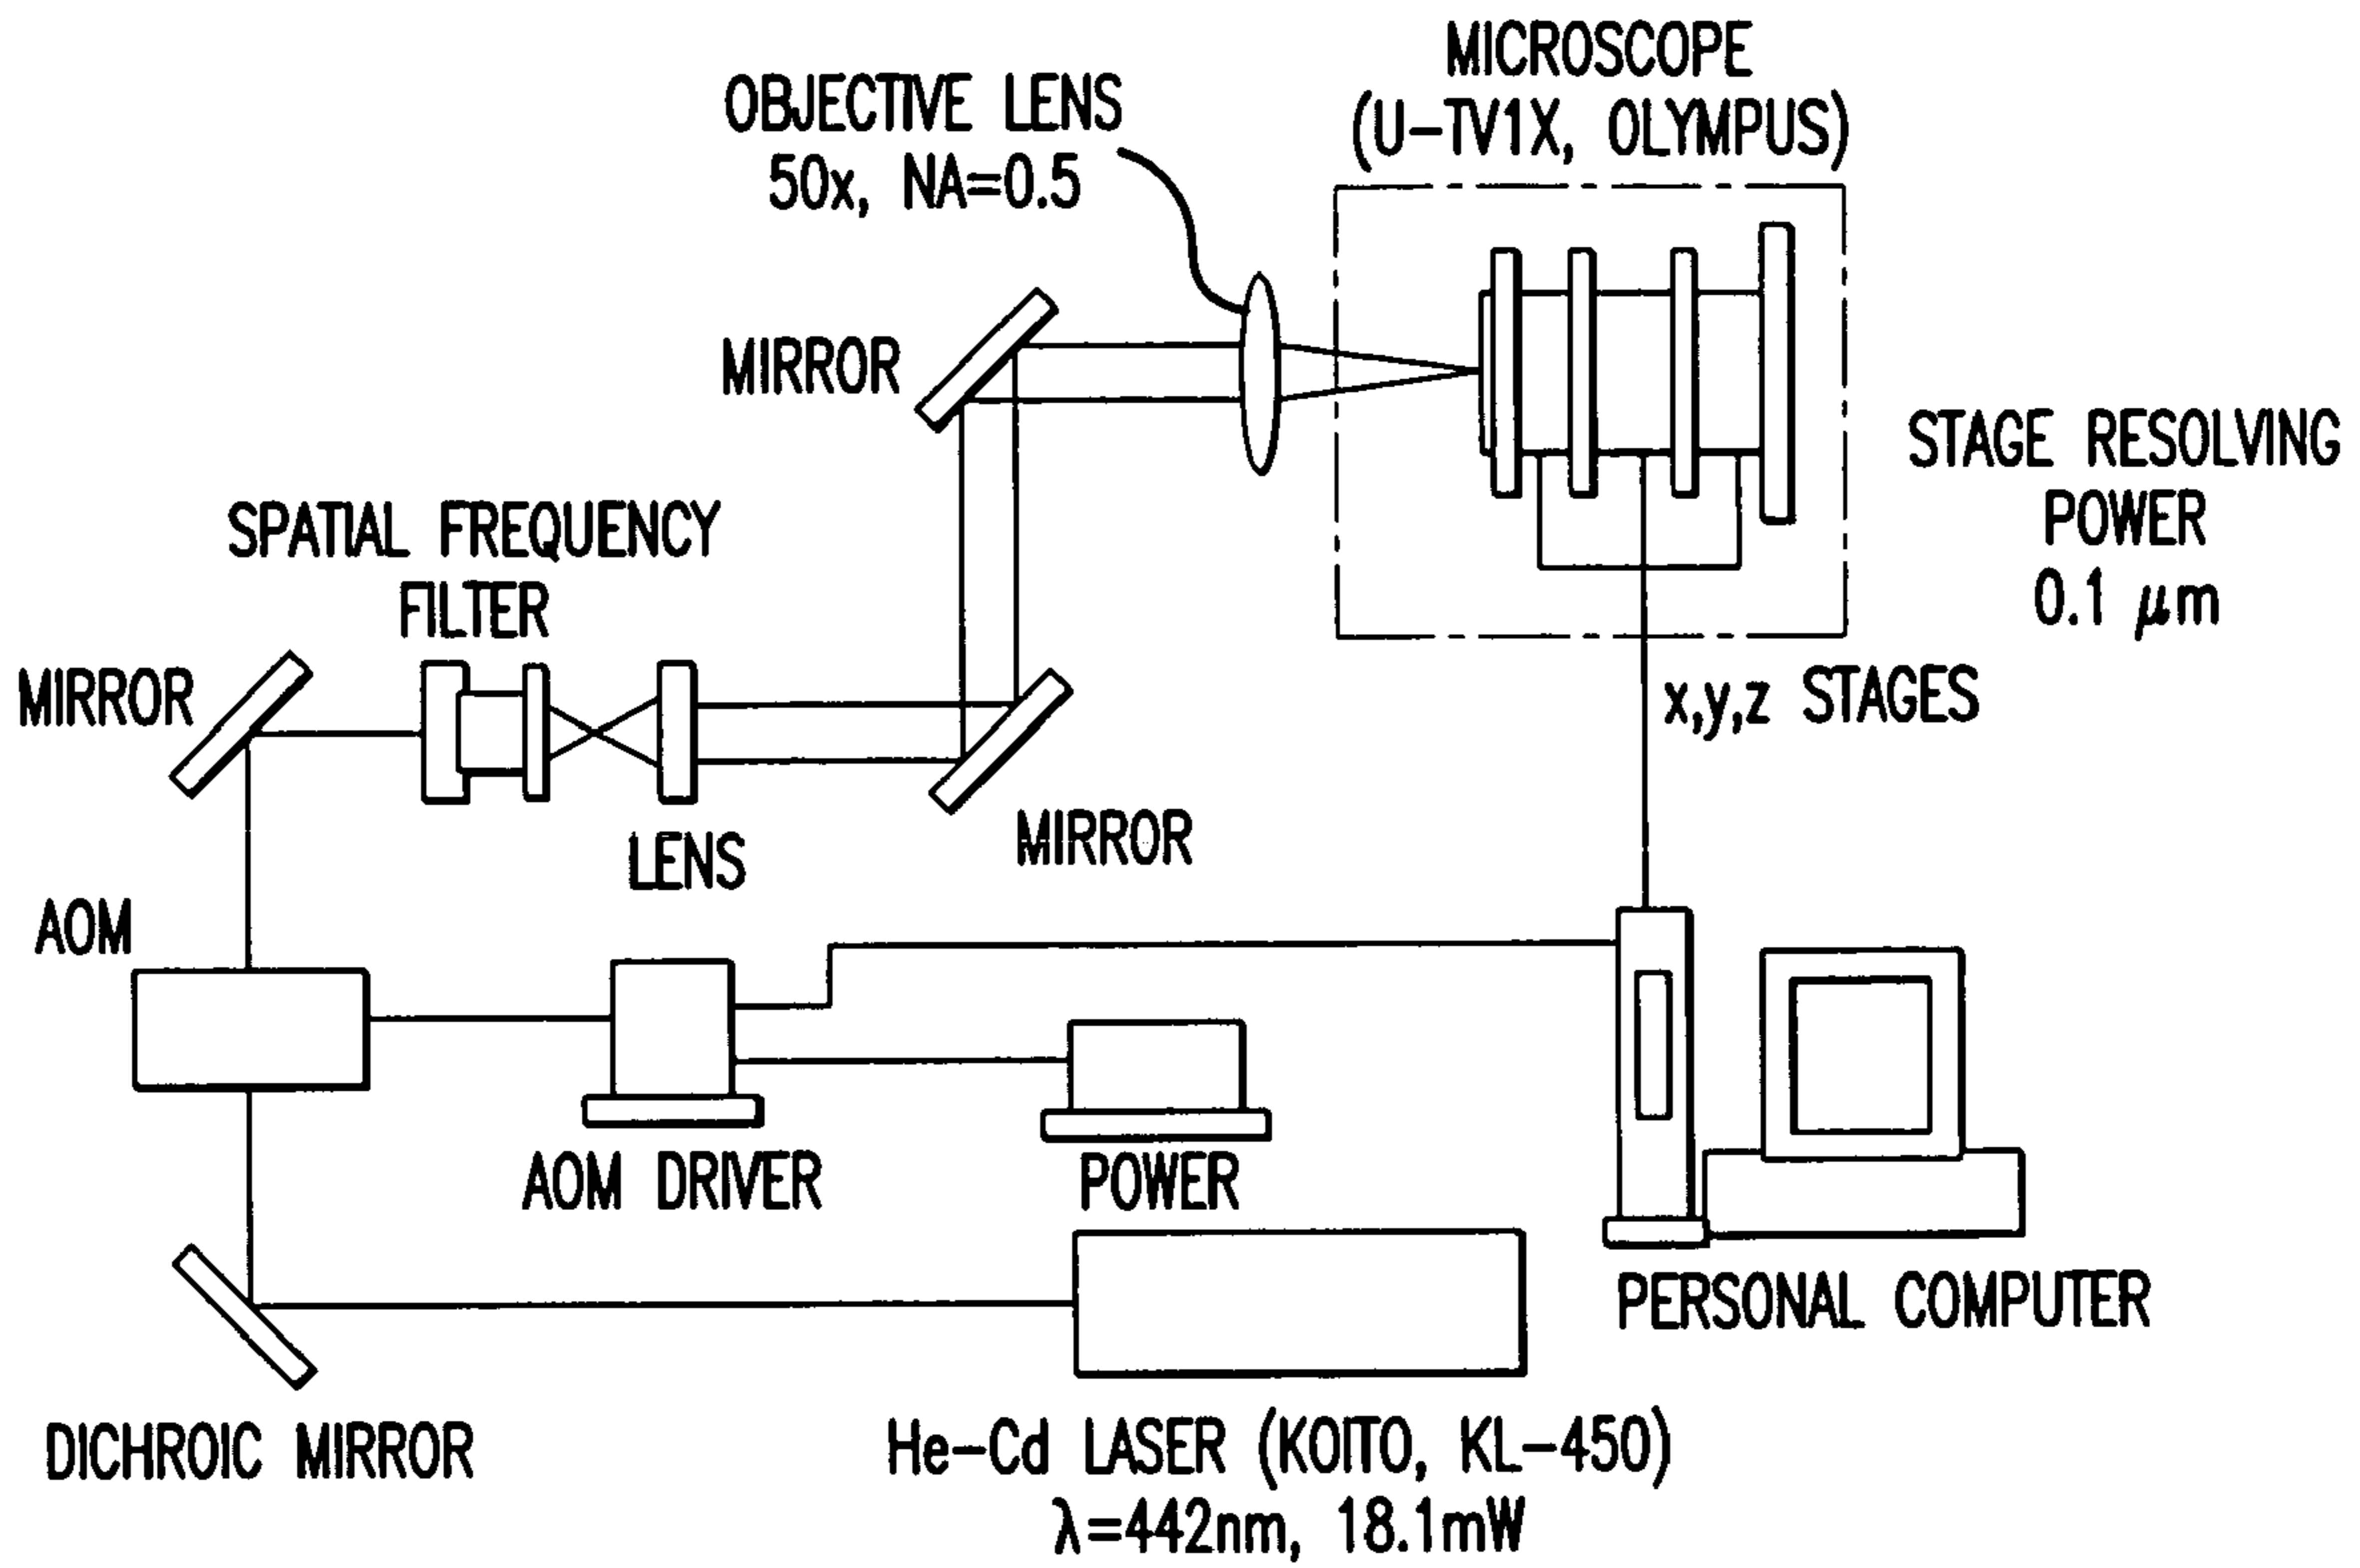 MICROSCOPE
(U-TV1X, OLYMPUS)
OBJECTIVE LENS
50x, NA=0.5
MIRROR
STAGE RESOLVING
POWER
0.1 μm
SPATIAL FREQUENCY
FILTER
MIRROR
x,y,z STAGES
LENS
MIRROR
AOM
AOM DRIVER
POWER
PERSONAL COMPUTER
DICHROIC MIRROR
He-Cd LASER (KOITO, KL-450)
λ=442nm, 18.1mW